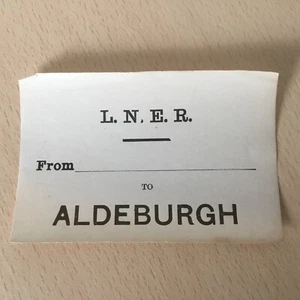 L. N. E. R.
From
TO
ALDEBURGH